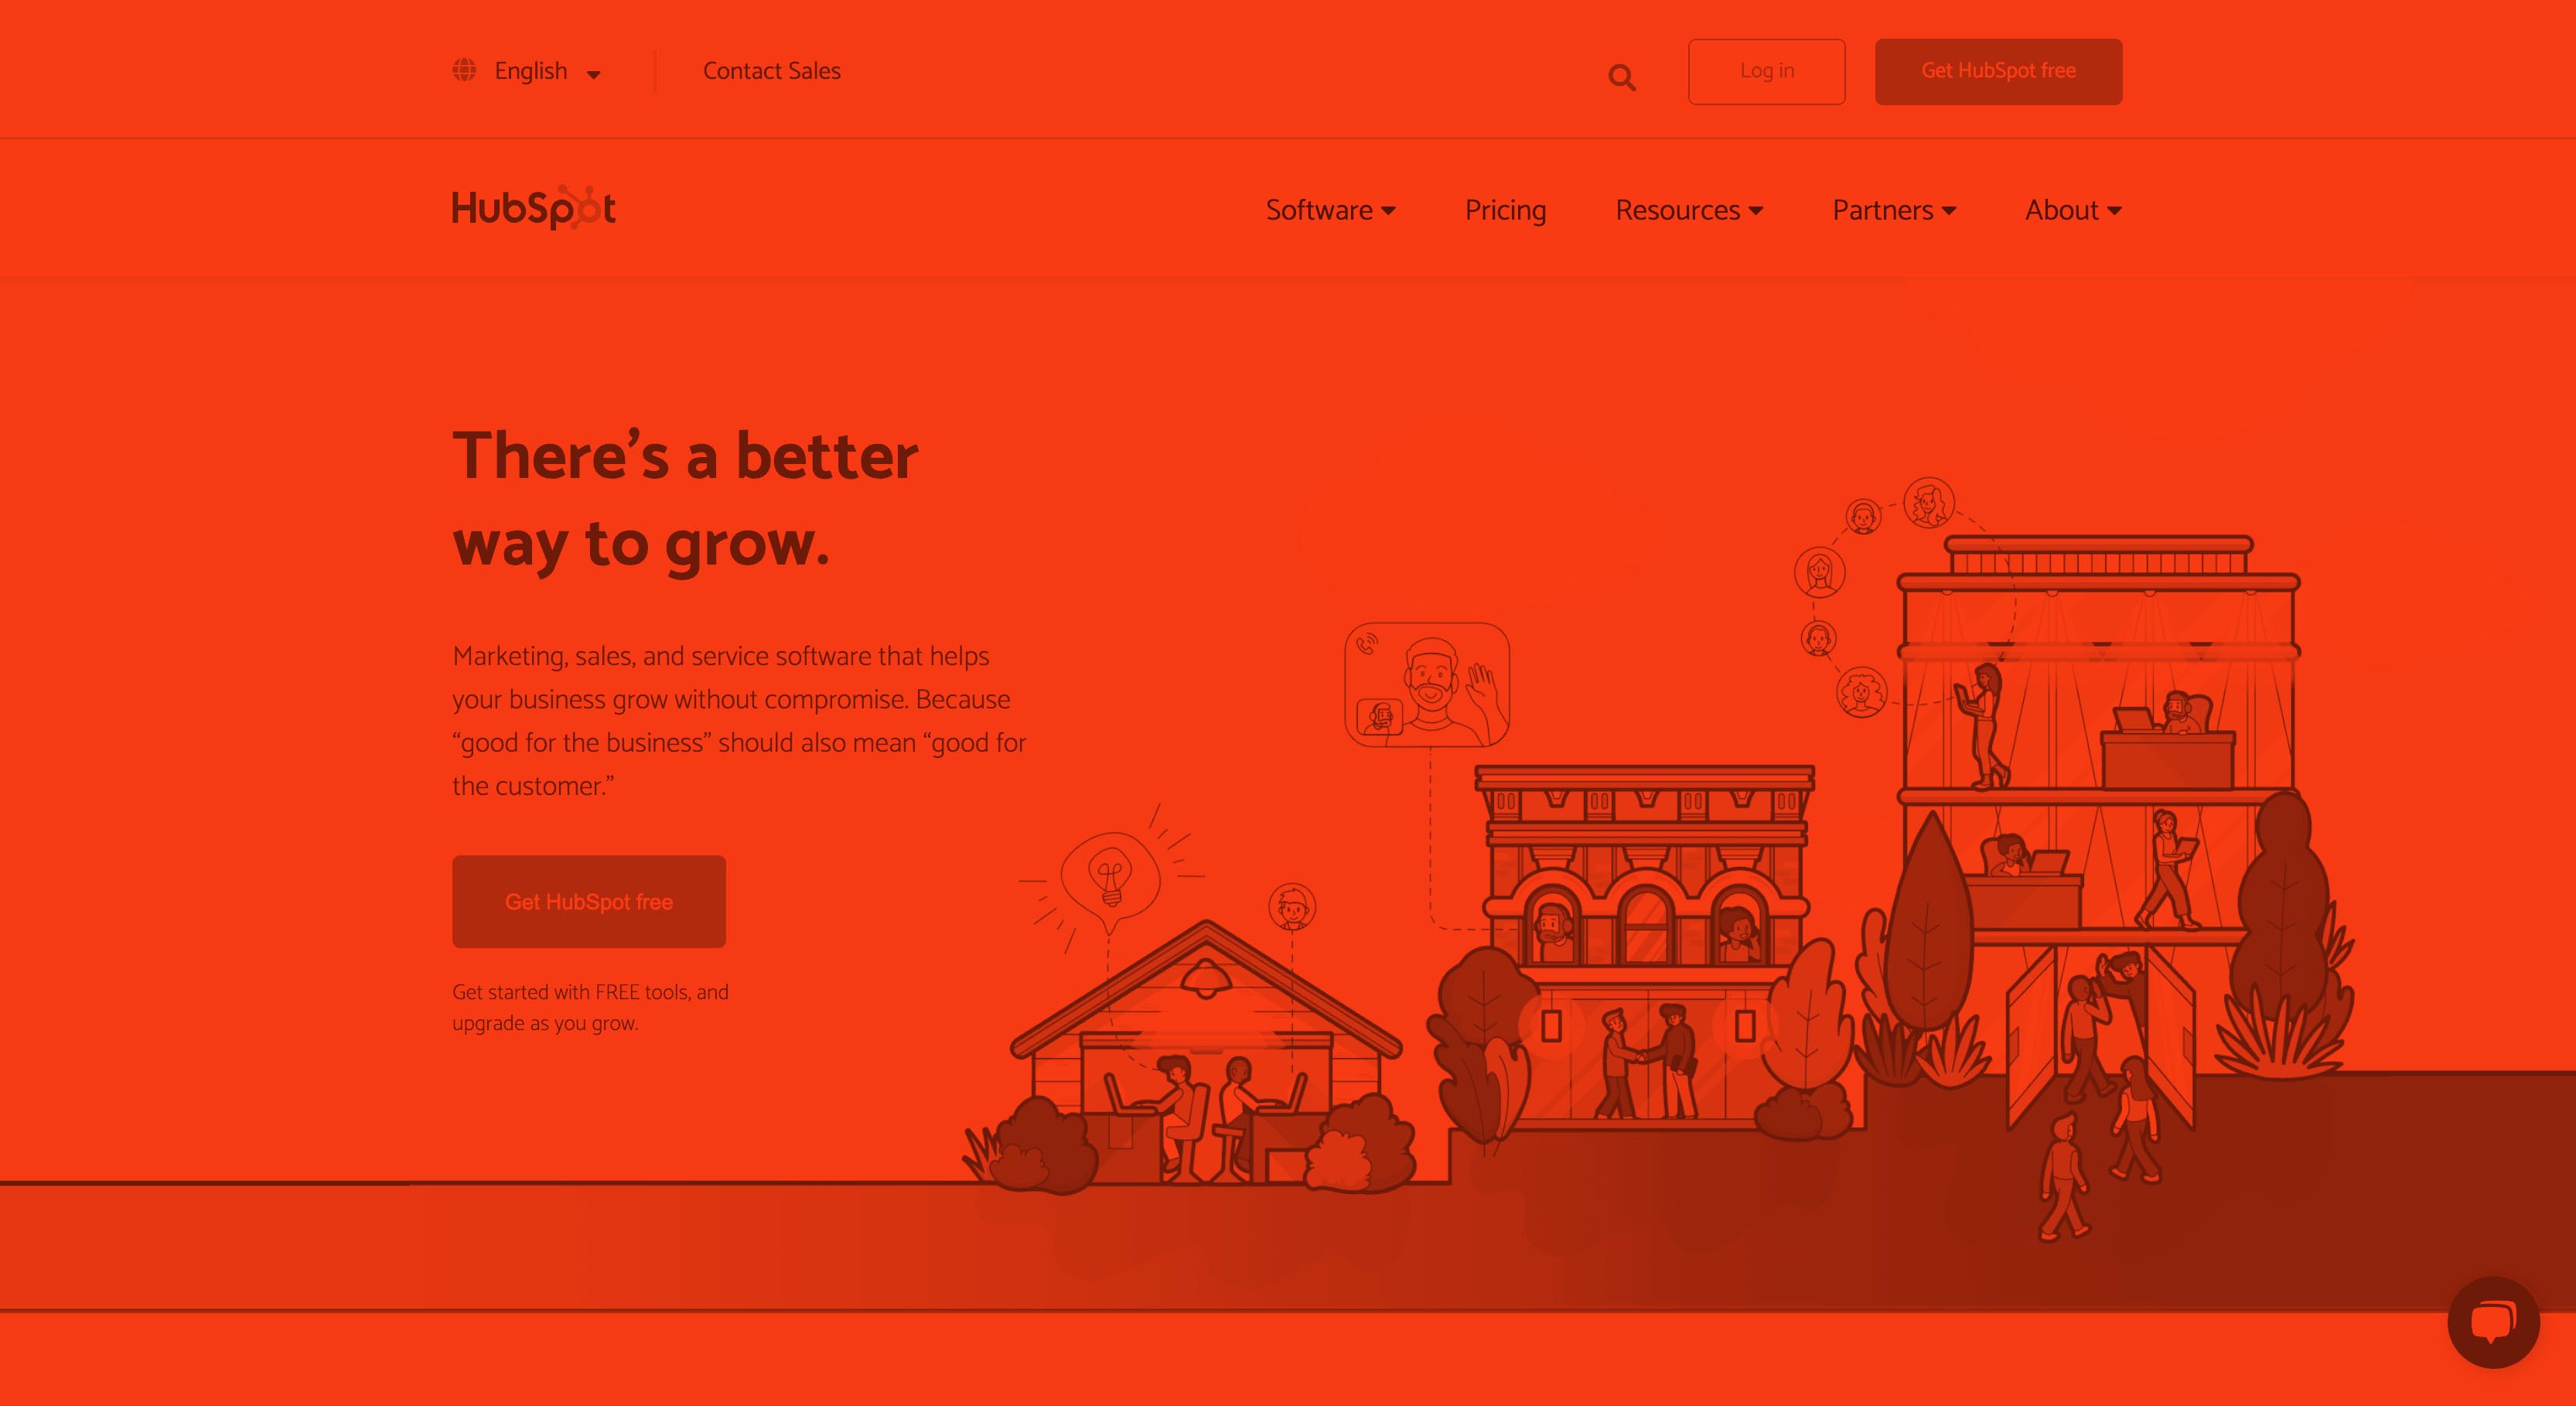 English
Contact Sales
Log in
Get HubSpot free
HubSpot
Software
Pricing
Resources
Partners
About
There’s a better
way to grow.
Marketing, sales, and service software that helps
your business grow without compromise. Because
“good for the business” should also mean “good for
the customer.”
Get HubSpot free
Get started with FREE tools, and
upgrade as you grow.